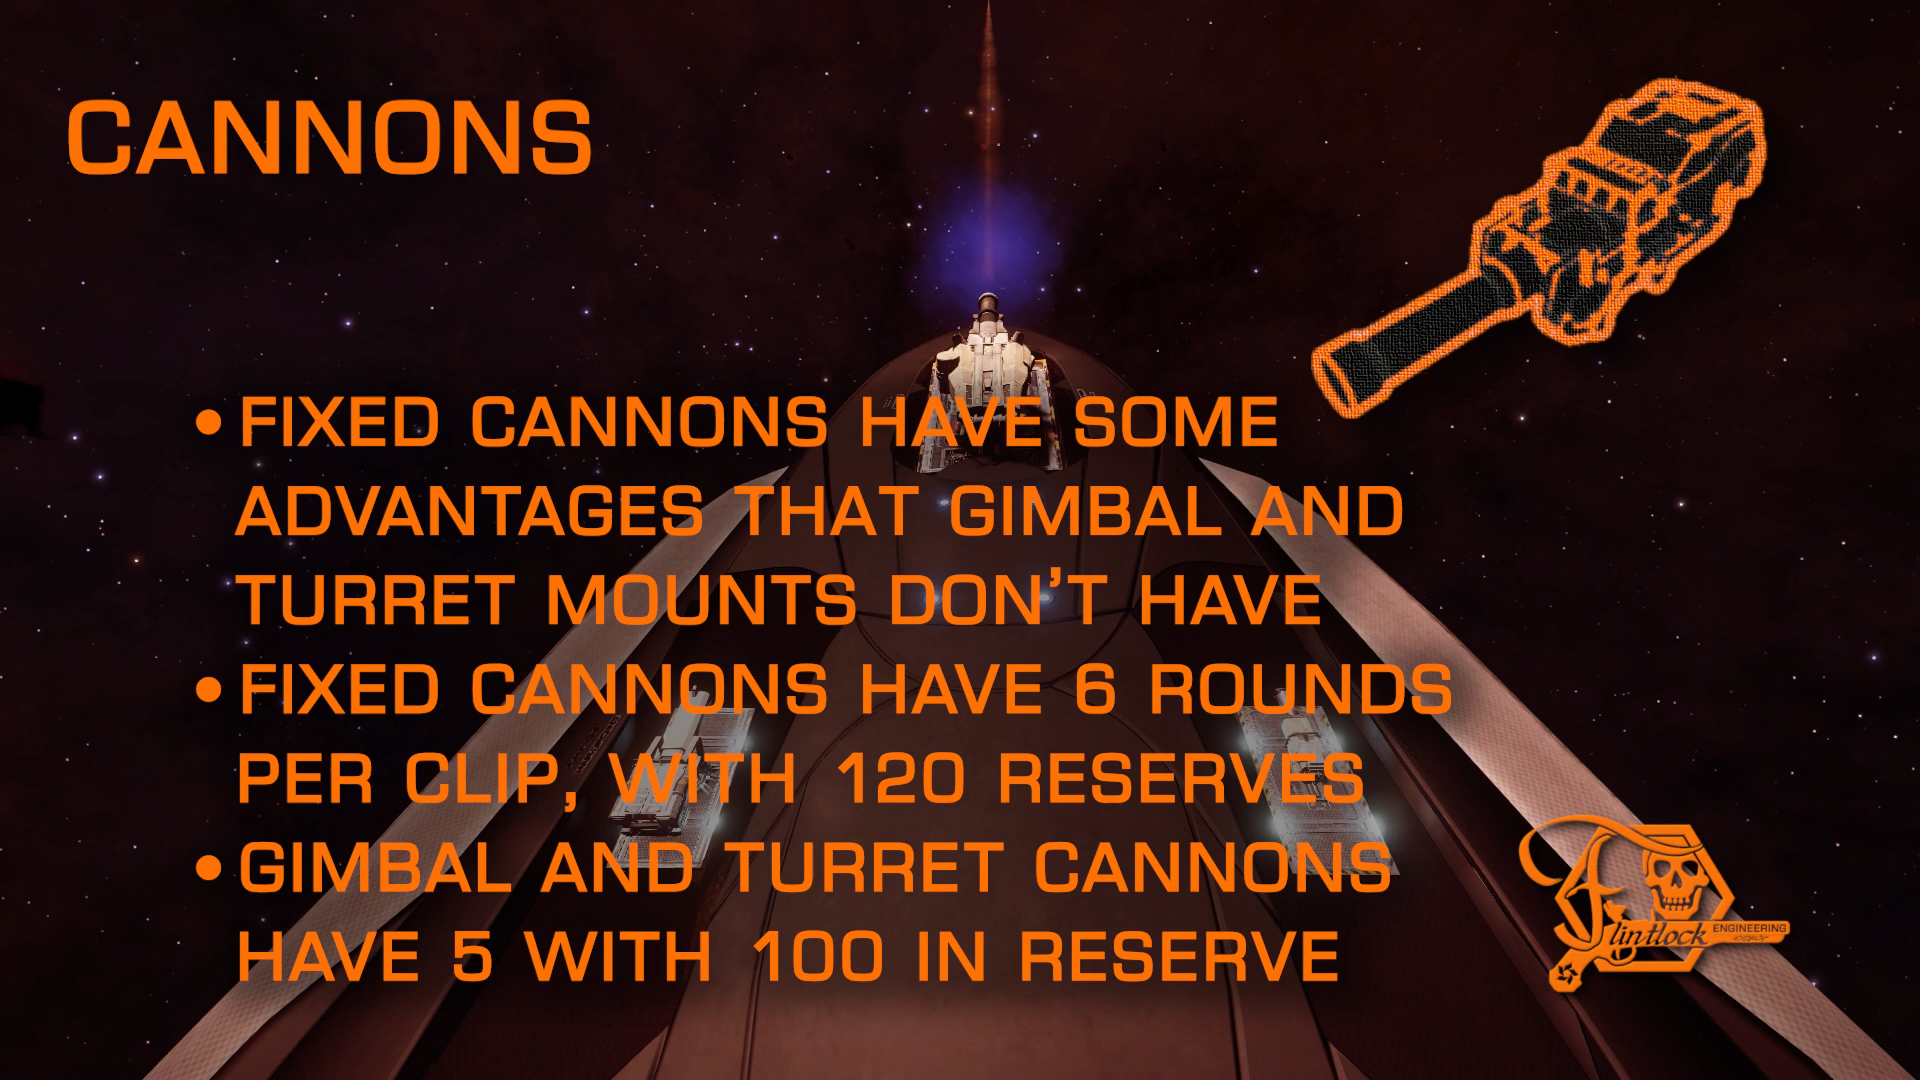 CANNONS
•FIXED CANNONS HAVE SOME
ADVANTAGES THAT GIMBAL AND
TURRET MOUNTS DON'T HAVE
•FIXED CANNONS HAVE 6 ROUNDS
PER CLIP, WITH 120 RESERVES
•GIMBAL AND TURRET CANNONS
HAVE 5 WITH 100 IN RESERVE
Flintlock
ENGINEERING